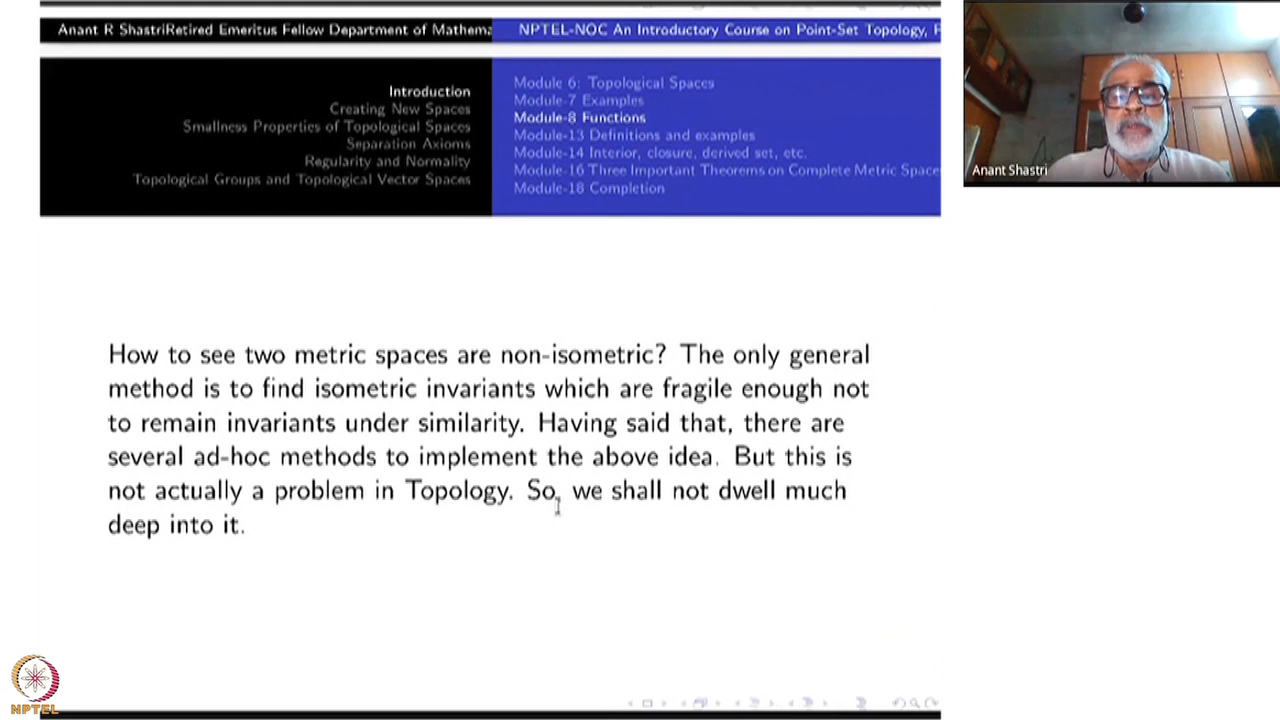 Anant R ShastriRetired Emeritus Fellow Department of Mathema
NPTEL-NOC An Introductory Course on Point-Set Topology, P
Introduction
Creating New Spaces
Smallness Properties of Topological Spaces
Separation Axioms
Regularity and Normality
Topological Groups and Topological Vector Spaces
Module 6: Topological Spaces
Module-7 Examples
Module-8 Functions
Module-13 Definitions and examples
Module-14 Interior, closure, derived set, etc.
Module-16 Three Important Theorems on Complete Metric Space
Module-18 Completion
Anant Shastri
How to see two metric spaces are non-isometric? The only general
method is to find isometric invariants which are fragile enough not
to remain invariants under similarity. Having said that, there are
several ad-hoc methods to implement the above idea. But this is
not actually a problem in Topology. So, we shall not dwell much
deep into it.
NPTEL